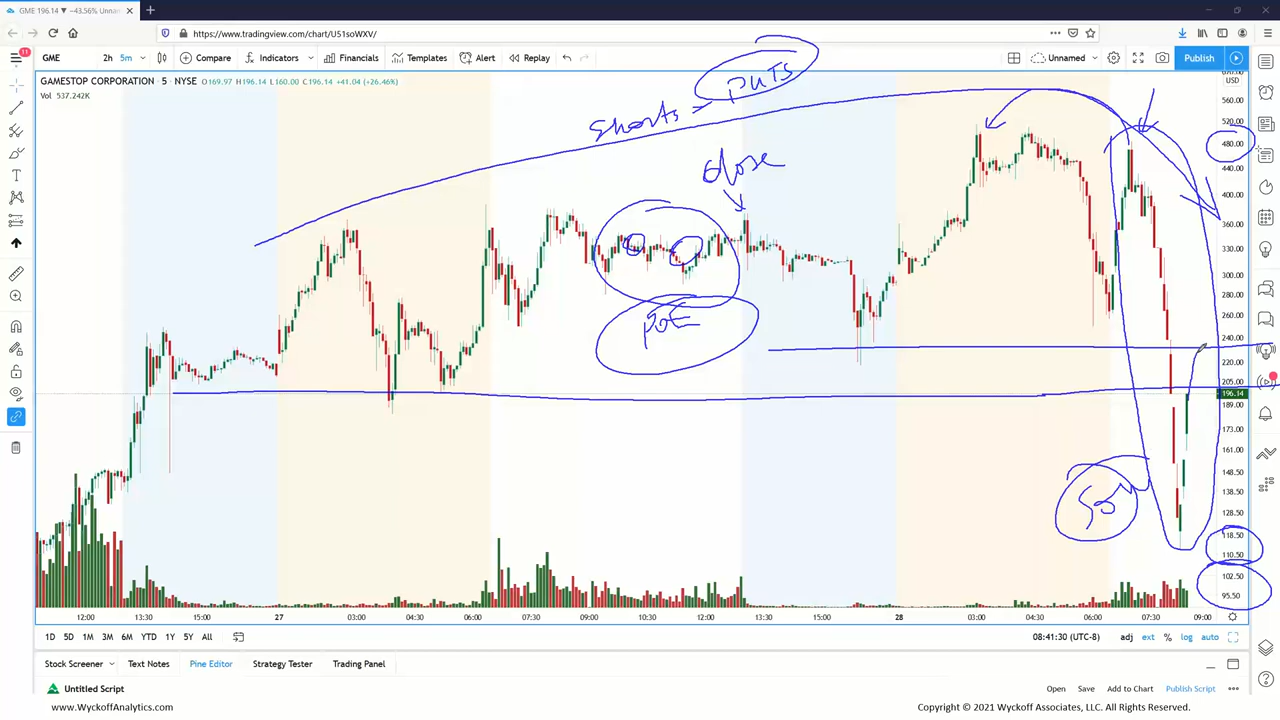 GME 196.14 ▼ −43.56% Unnam
https://www.tradingview.com/chart/U51soWXV/
11
GME
2h 5m
Compare
Indicators
Financials
Templates
Alert
Replay
Unnamed
Publish
GAMESTOP CORPORATION · 5 · NYSE O169.97 H196.14 L160.00 C196.14 +41.04 (+26.46%)
Vol 537.242K
USD
Shorts - PUTS
close
560.00
520.00
480.00
440.00
400.00
360.00
330.00
300.00
280.00
260.00
240.00
220.00
205.00
196.14
189.00
173.00
161.00
148.50
138.50
128.50
118.50
110.50
102.50
95.50
12:00 13:30 15:00 27 04:30 06:00 07:30 09:00 10:30 12:00 13:30 15:00 28 04:30 06:00 07:30 09:00
1D 5D 1M 3M 6M YTD 1Y 5Y All
08:41:30 (UTC-8)
adj ext % log auto
Stock Screener
Text Notes
Pine Editor
Strategy Tester
Trading Panel
Untitled Script
Open Save Add to Chart Publish Script
www.WyckoffAnalytics.com
Copyright © 2021 Wyckoff Associates, LLC. All Rights Reserved.